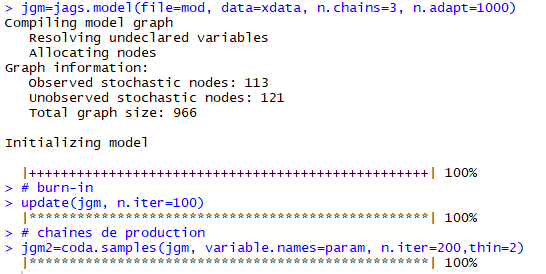 > jgm=jags.model(file=mod, data=xdata, n.chains=3, n.adapt=1000)
Compiling model graph
   Resolving undeclared variables
   Allocating nodes
Graph information:
   Observed stochastic nodes: 113
   Unobserved stochastic nodes: 121
   Total graph size: 966

Initializing model

  |++++++++++++++++++++++++++++++++++++++++++++++++++| 100%
> # burn-in
> update(jgm, n.iter=100)
  |**************************************************| 100%
> # chaines de production
> jgm2=coda.samples(jgm, variable.names=param, n.iter=200,thin=2)
  |**************************************************| 100%